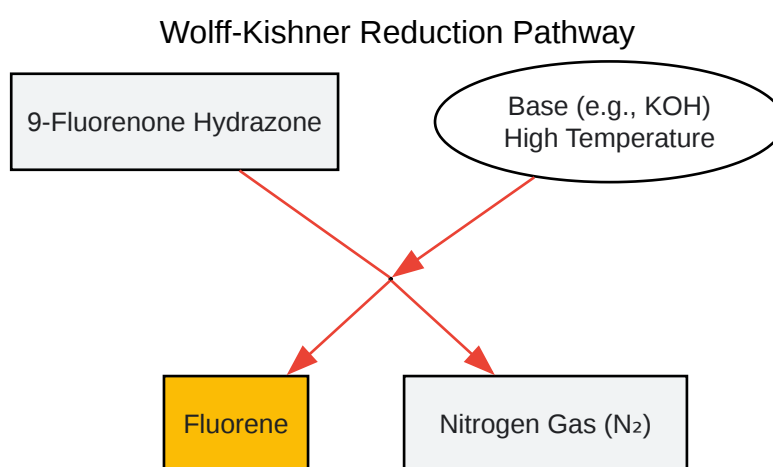 Wolff-Kishner Reduction Pathway
9-Fluorenone Hydrazone
Base (e.g., KOH)
High Temperature
Fluorene
Nitrogen Gas (N₂)